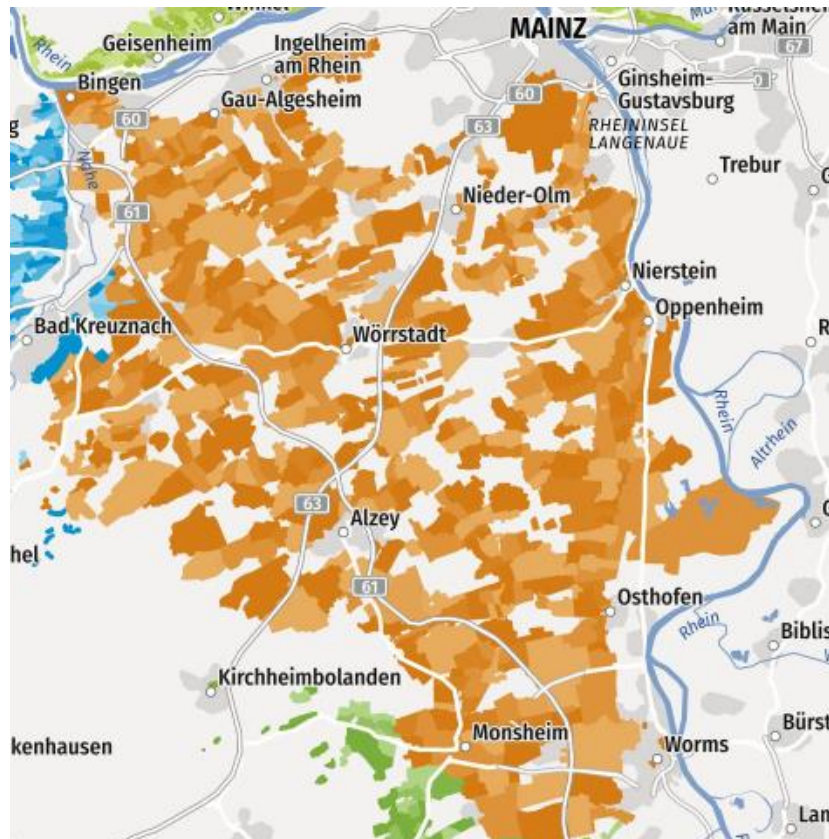 MAINZ
am Main
Rhein
Geisenheim
Ingelheim
am Rhein
67
Bingen
Ginsheim-
Gustavsburg
Gau-Algesheim
60
60
63
RHEININSEL
LANGENAUE
Trebur
Nahe
61
Nieder-Olm
Nierstein
Oppenheim
Bad Kreuznach
Wörrstadt
Rhein
Altrhein
63
Alzey
61
Osthofen
Rhein
Kirchheimbolanden
Monsheim
Worms